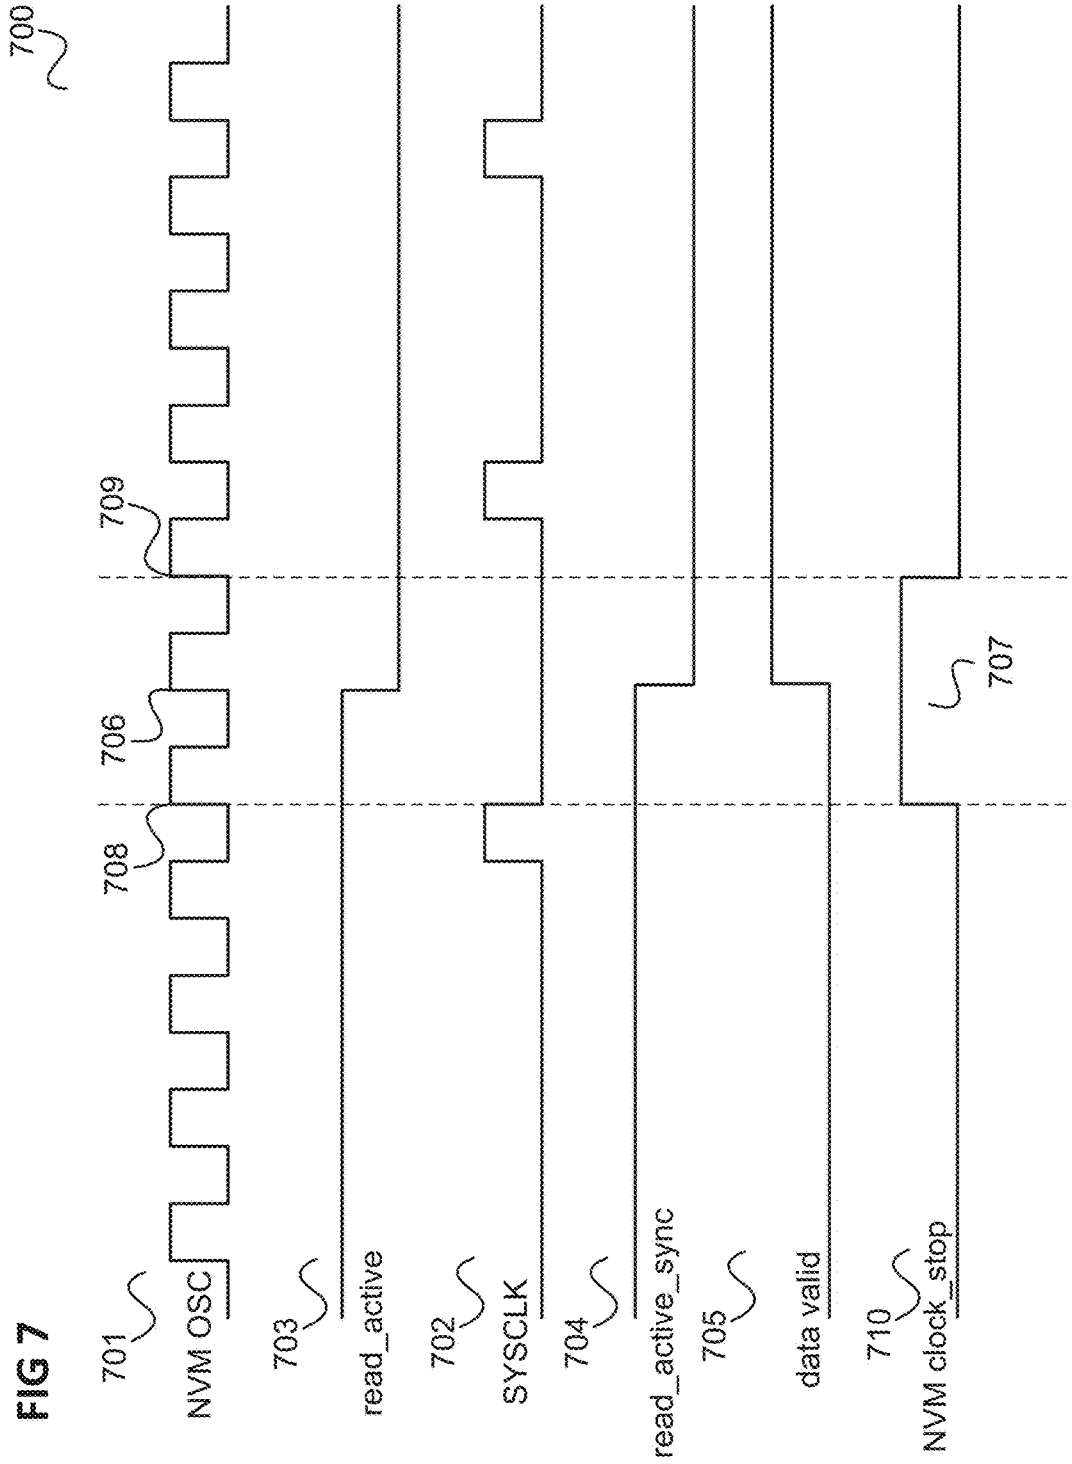 FIG 7
700
701
NVM OSC
708
706
709
703
read_active
702
SYSCLK
704
read_active_sync
705
data valid
710
NVM clock_stop
707